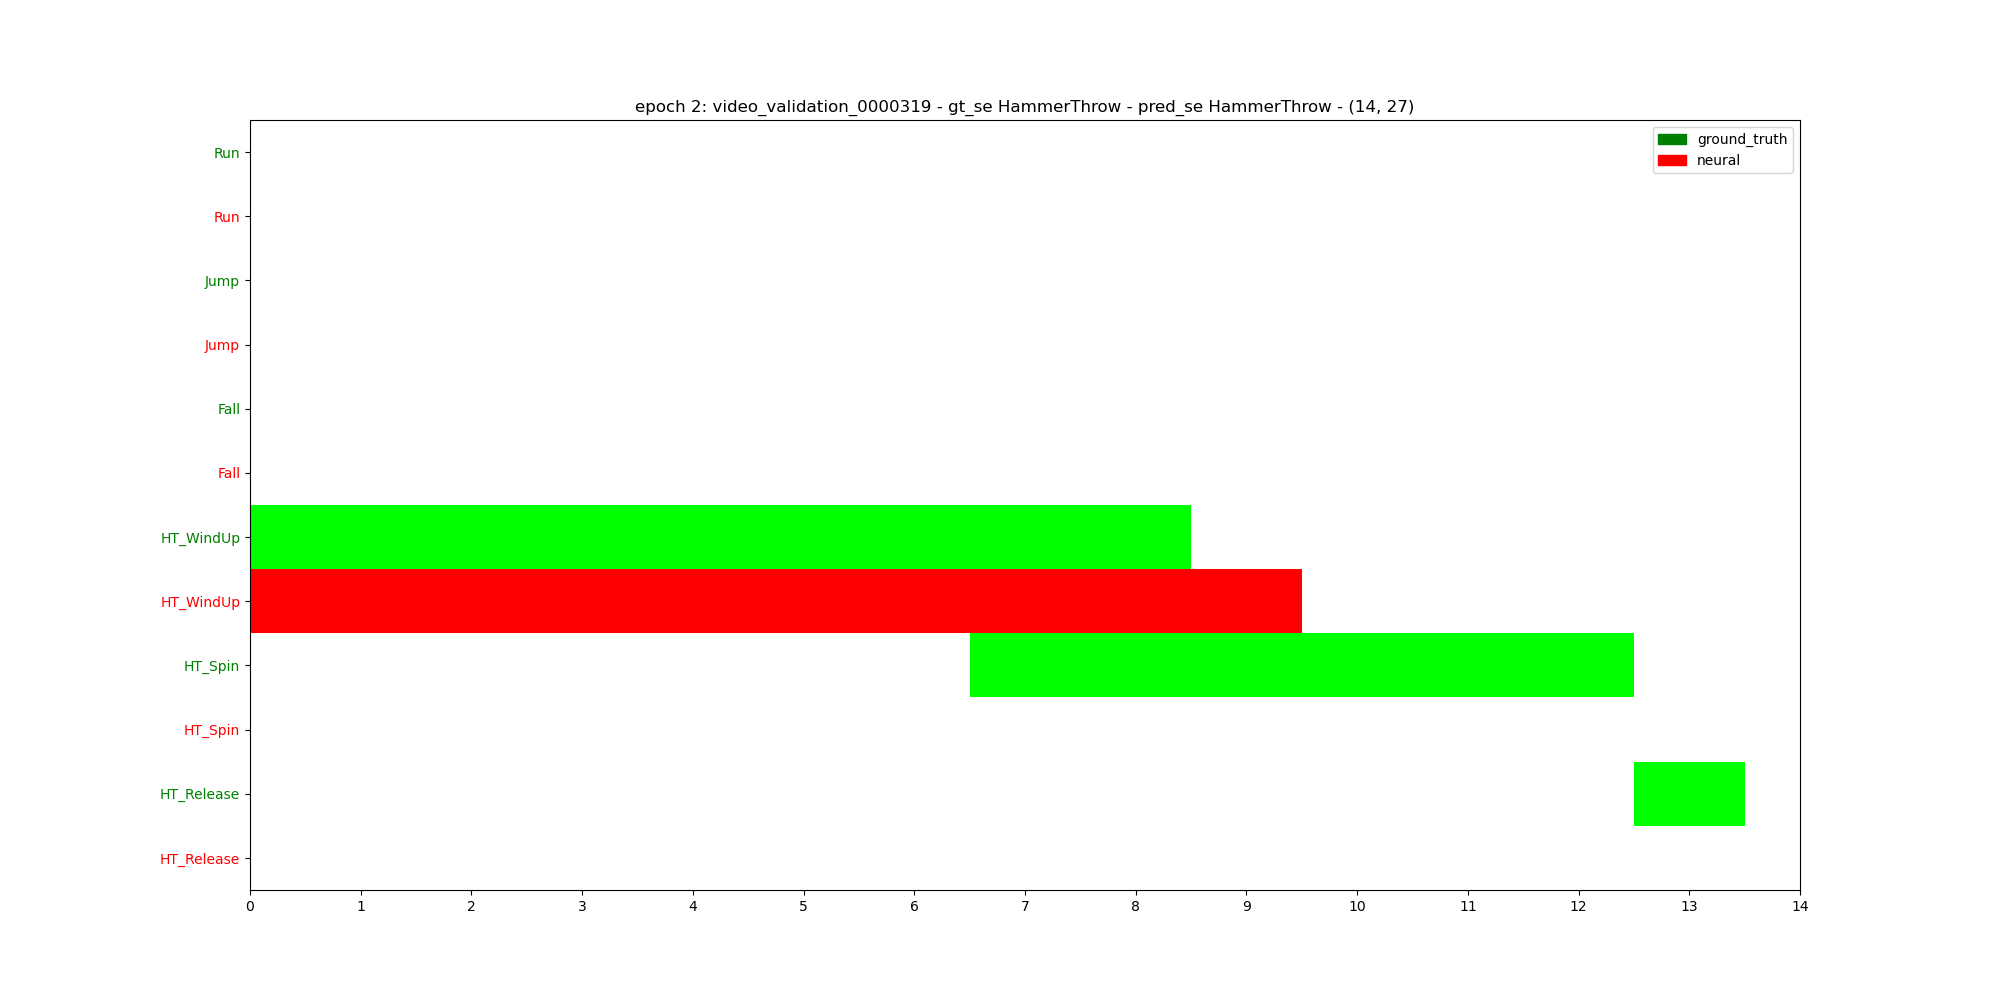 epoch 2: video_validation_0000319 - gt_se HammerThrow - pred_se HammerThrow - (14, 27)
ground_truth
neural
Run
Run
Jump
Jump
Fall
Fall
HT_WindUp
HT_WindUp
HT_Spin
HT_Spin
HT_Release
HT_Release
0 1 2 3 4 5 6 7 8 9 10 11 12 13 14